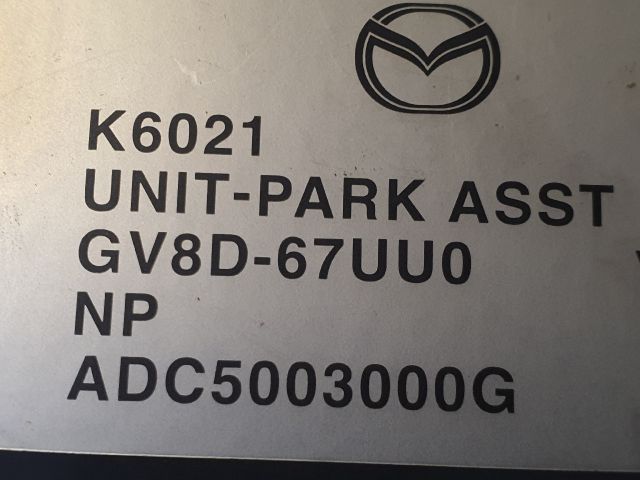 K6021
UNIT-PARK ASST
GV8D-67UU0
NP
ADC5003000G